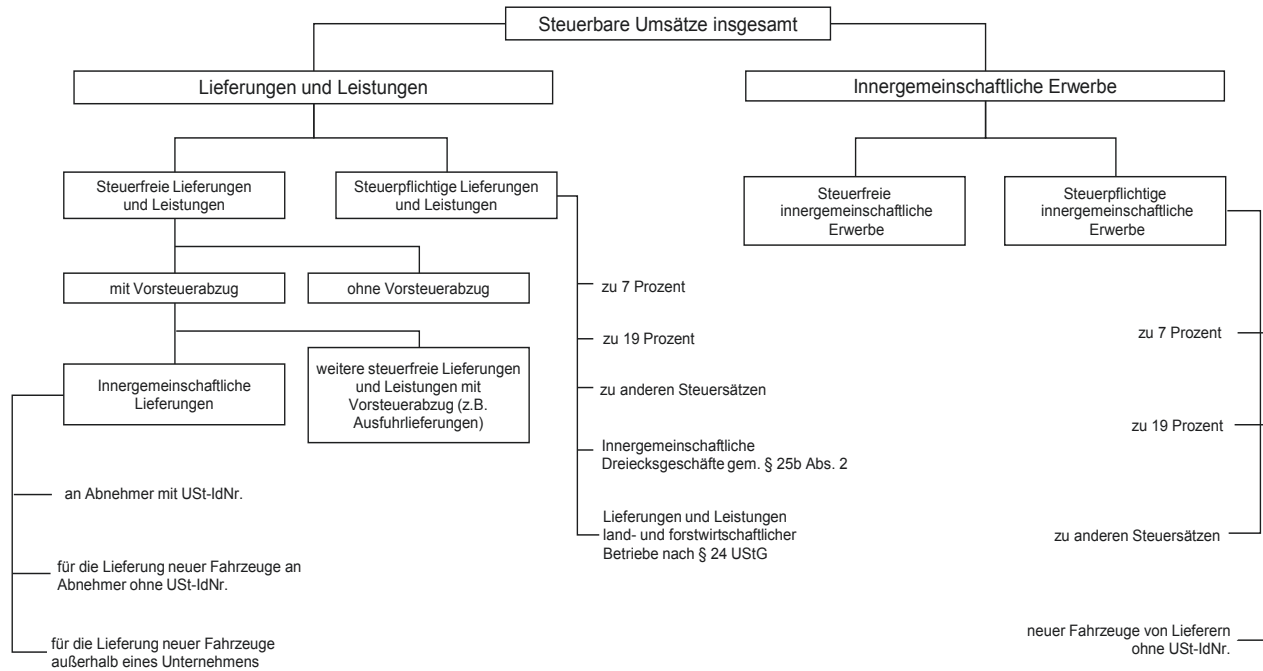 Steuerbare Umsätze insgesamt
Lieferungen und Leistungen
Innergemeinschaftliche Erwerbe
Steuerfreie Lieferungen
und Leistungen
Steuerpflichtige Lieferungen
und Leistungen
Steuerfreie
innergemeinschaftliche
Erwerbe
Steuerpflichtige
innergemeinschaftliche
Erwerbe
mit Vorsteuerabzug
ohne Vorsteuerabzug
Innergemeinschaftliche
Lieferungen
weitere steuerfreie Lieferungen
und Leistungen mit
Vorsteuerabzug (z.B.
Ausfuhrlieferungen)
an Abnehmer mit USt-IdNr.
für die Lieferung neuer Fahrzeuge an
Abnehmer ohne USt-IdNr.
für die Lieferung neuer Fahrzeuge
außerhalb eines Unternehmens
zu 7 Prozent
zu 19 Prozent
zu anderen Steuersätzen
Innergemeinschaftliche
Dreiecksgeschäfte gem. § 25b Abs. 2
Lieferungen und Leistungen
land- und forstwirtschaftlicher
Betriebe nach § 24 UStG
zu 7 Prozent
zu 19 Prozent
zu anderen Steuersätzen
neuer Fahrzeuge von Lieferern
ohne USt-IdNr.